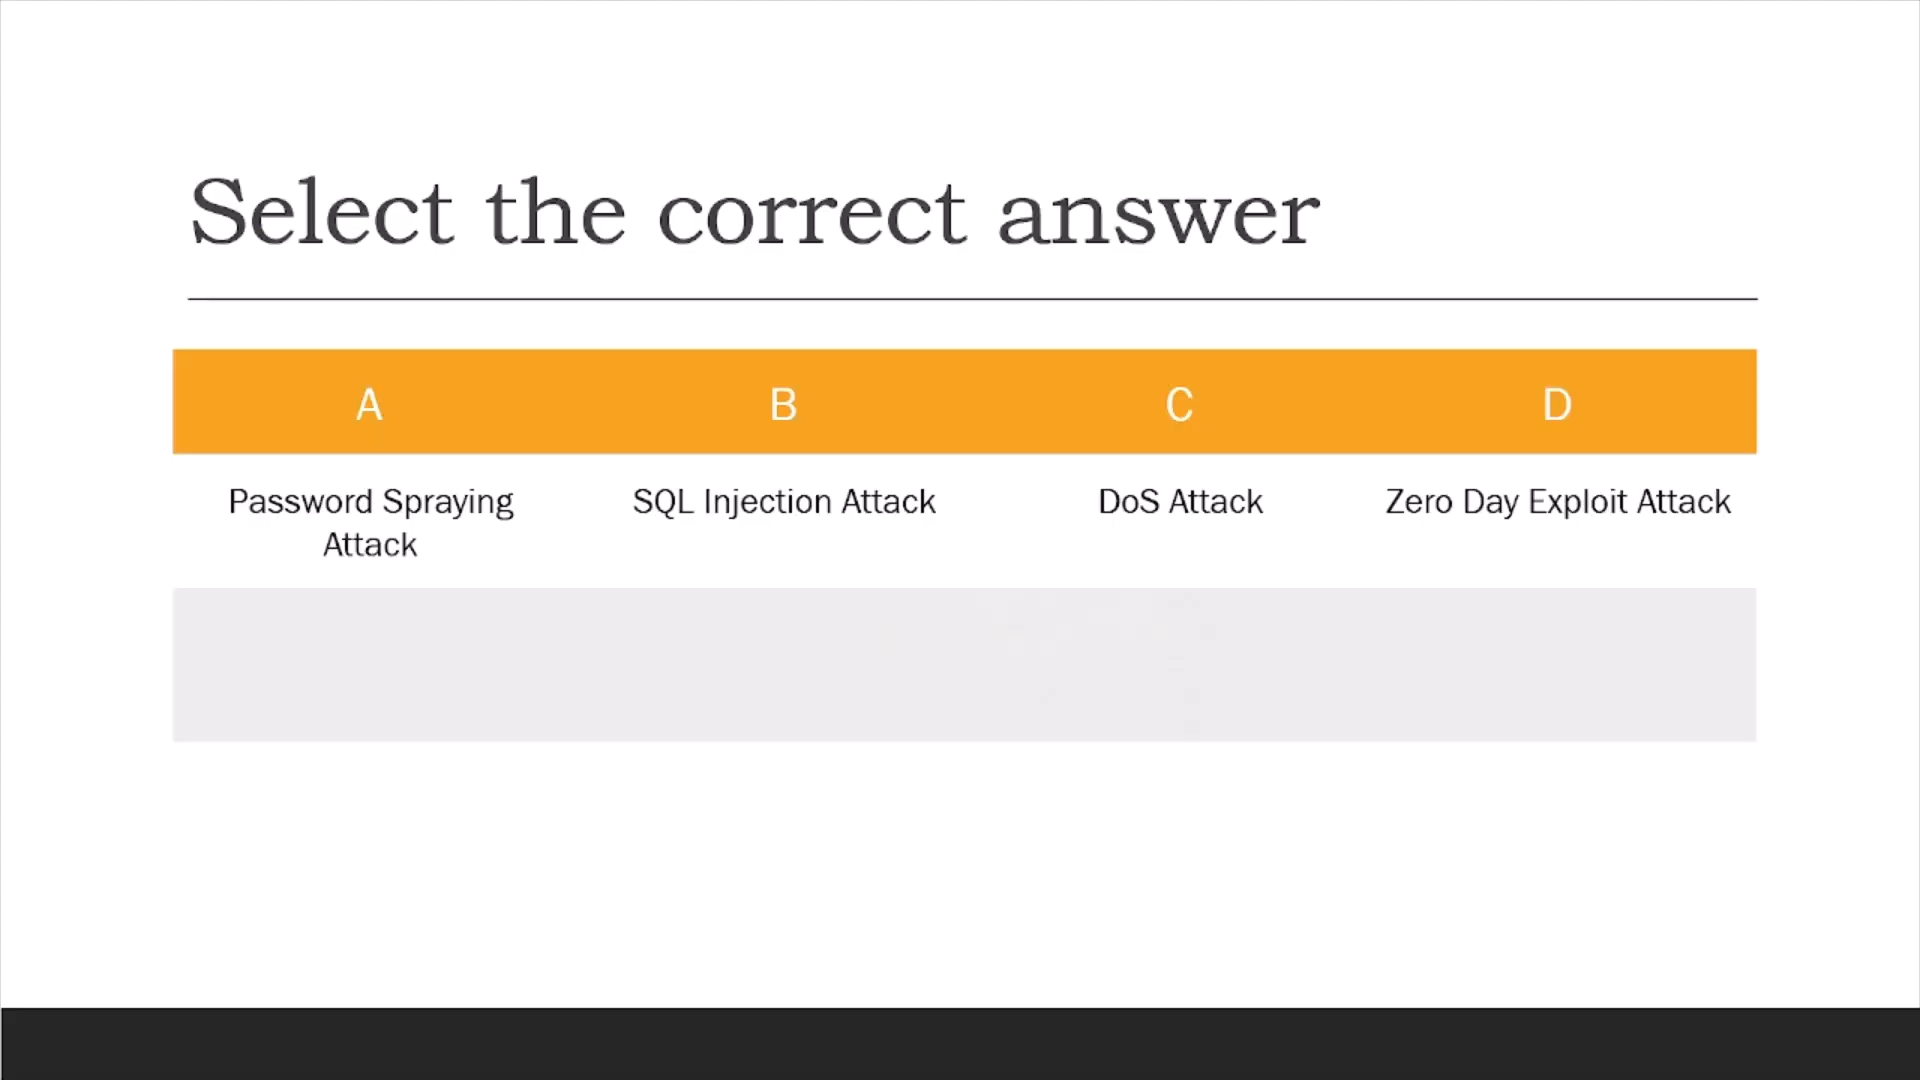 Select the correct answer
A B C D
Password Spraying SQL Injection Attack DoS Attack Zero Day Exploit Attack
Attack